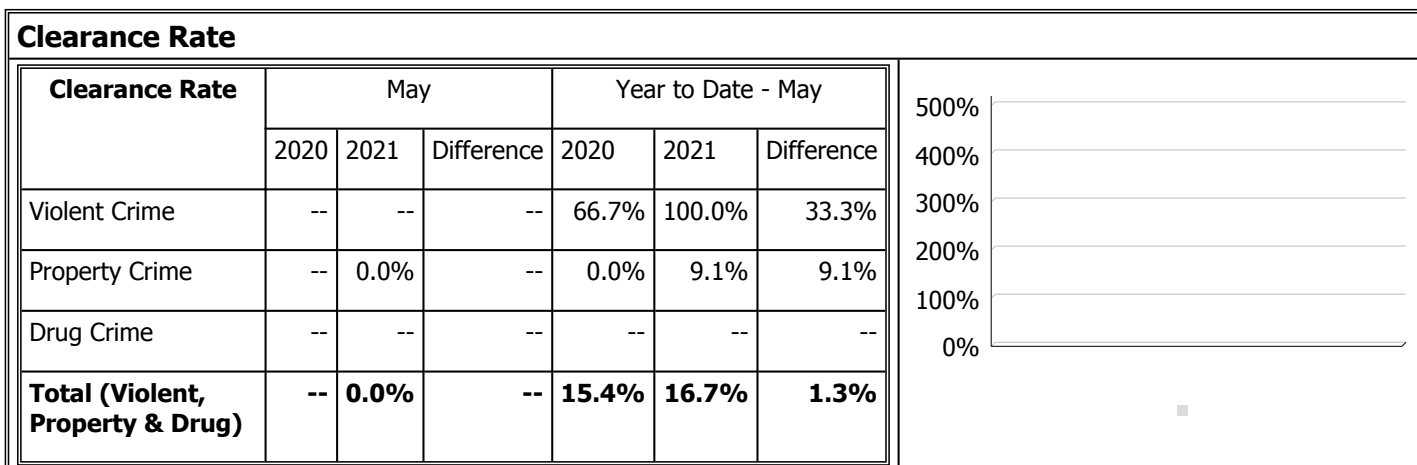 Clearance Rate
Clearance Rate May Year to Date - May
2020 2021 Difference 2020 2021 Difference
Violent Crime -- -- -- 66.7% 100.0% 33.3%
Property Crime -- 0.0% -- 0.0% 9.1% 9.1%
Drug Crime -- -- -- -- -- --
Total (Violent,
Property & Drug) -- 0.0% -- 15.4% 16.7% 1.3%
500%
400%
300%
200%
100%
0%